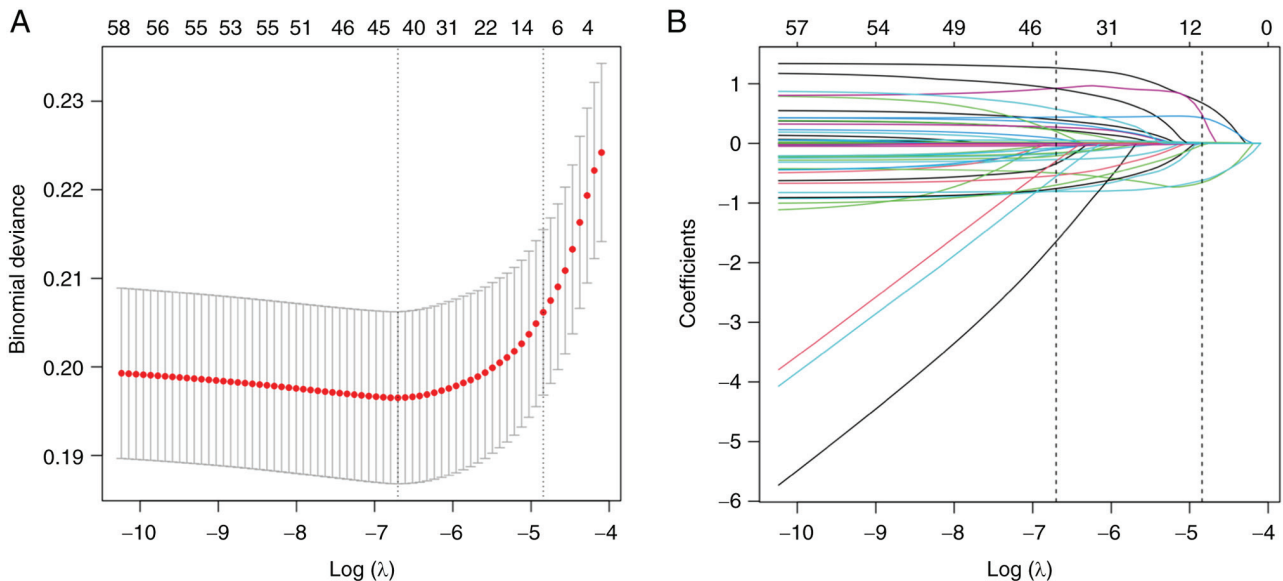 A
58 56 55 53 55 51 46 45 40 31 22 14 6 4
0.23
0.22
0.21
0.20
0.19
Binomial deviance
–10 –9 –8 –7 –6 –5 –4
Log (λ)
B
57 54 49 46 31 12 0
1
0
–1
–2
–3
–4
–5
–6
Coefficients
–10 –9 –8 –7 –6 –5 –4
Log (λ)